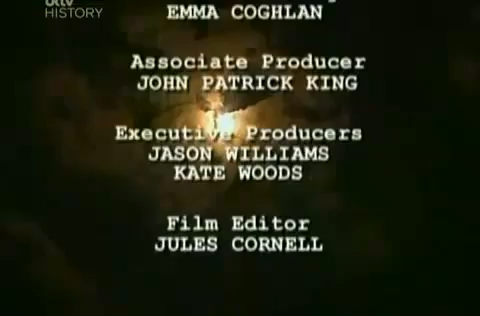 uktv
HISTORY
EMMA COGHLAN
Associate Producer
JOHN PATRICK KING
Executive Producers
JASON WILLIAMS
KATE WOODS
Film Editor
JULES CORNELL